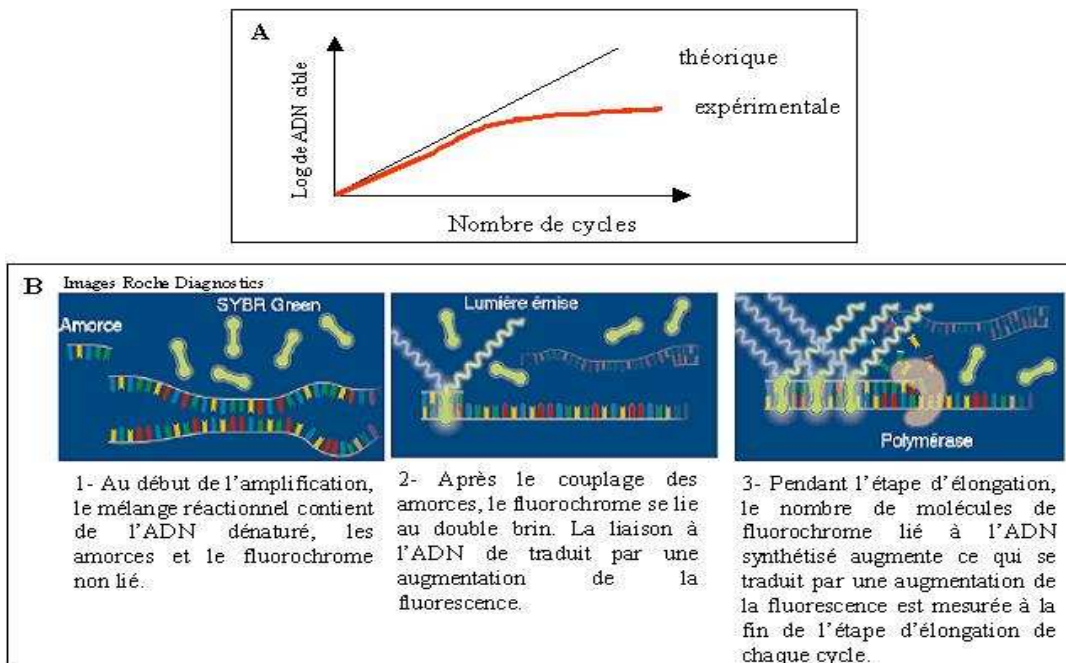 A
théorique
expérimentale
Log de ADN cible
Nombre de cycles
B Images Roche Diagnostics
SYBR Green
Amorce
Lumière émise
Polymérase
1- Au début de l'amplification,
le mélange réactionnel contient
de l'ADN dénaturé, les
amorces et le fluorochrome
non lié.
2- Après le couplage des
amorces, le fluorochrome se lie
au double brin. La liaison à
l'ADN de traduit par une
augmentation de la
fluorescence.
3- Pendant l'étape d'élongation,
le nombre de molécules de
fluorochrome lié à l'ADN
synthétisé augmente ce qui se
traduit par une augmentation de
la fluorescence est mesurée à la
fin de l'étape d'élongation de
chaque cycle.